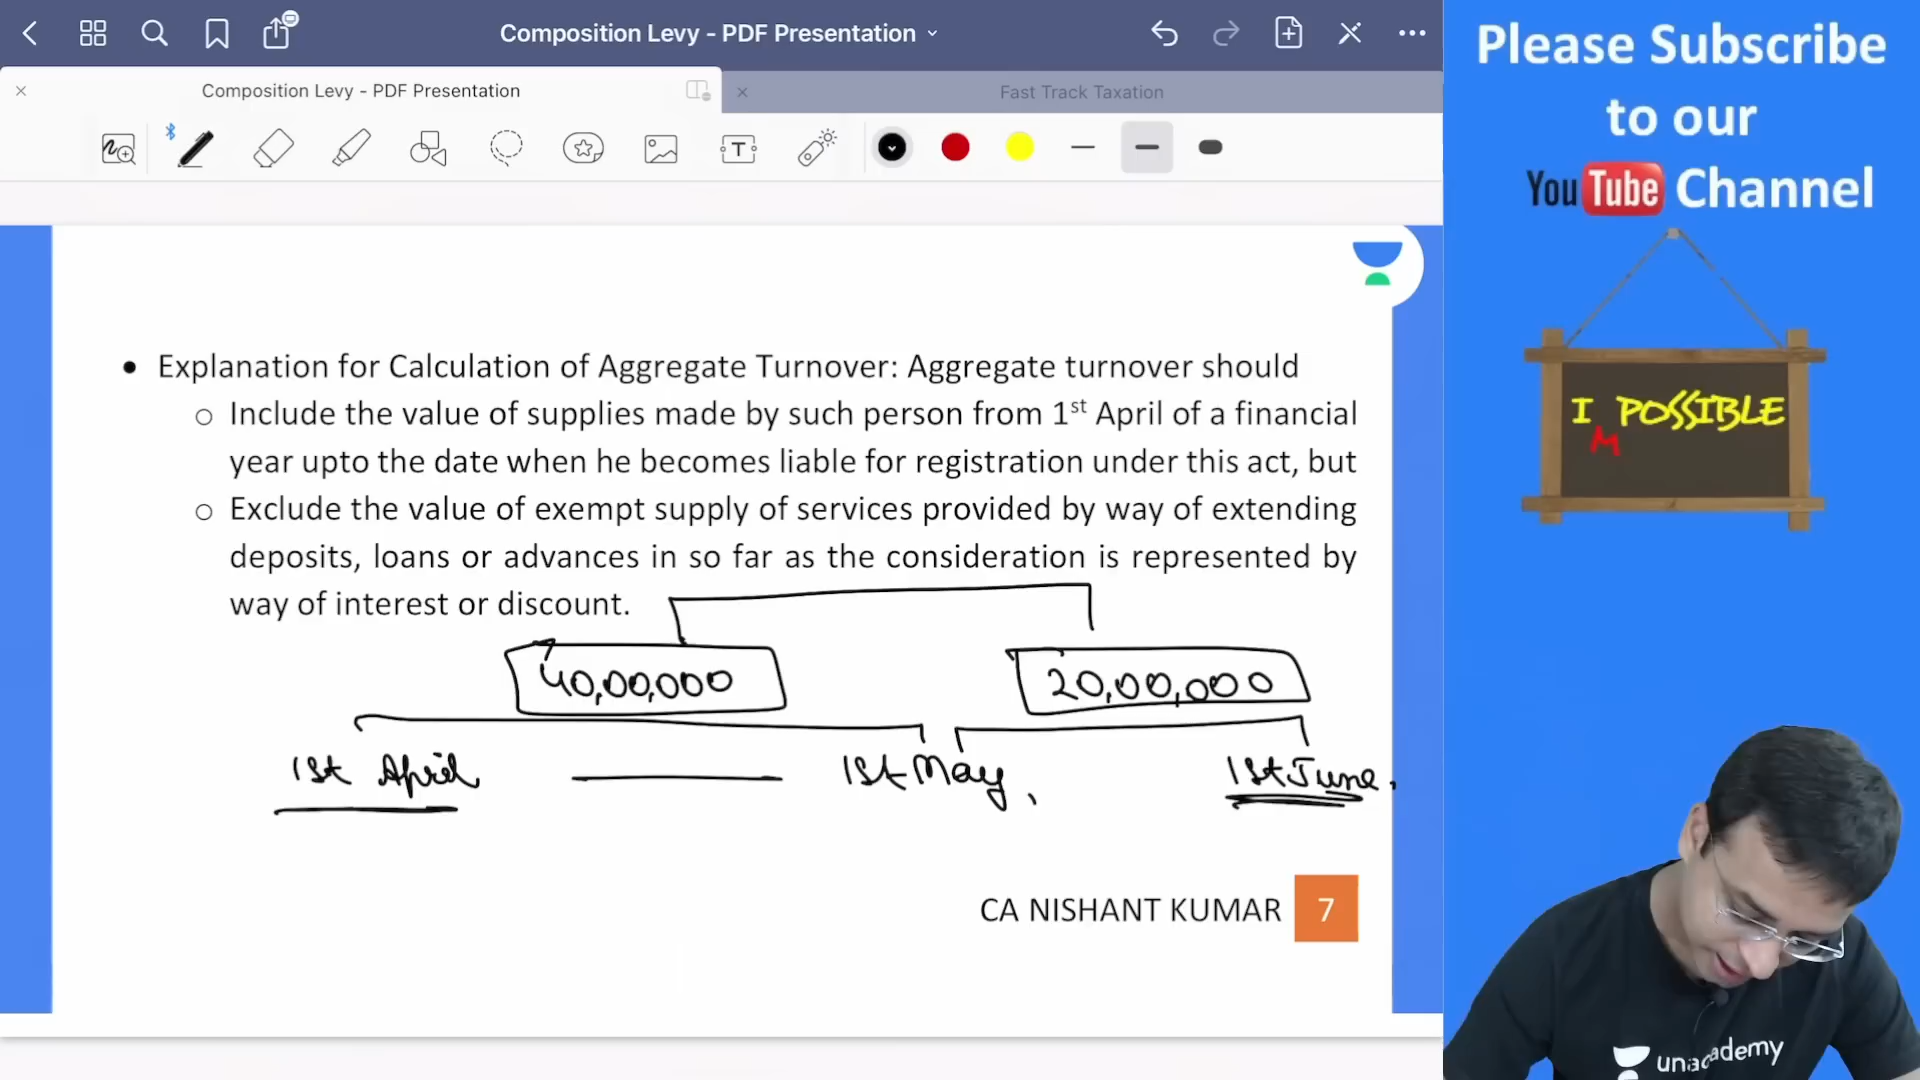 Composition Levy - PDF Presentation
Please Subscribe
to our
YouTube Channel
Composition Levy - PDF Presentation
Fast Track Taxation
T
I POSSIBLE
M
• Explanation for Calculation of Aggregate Turnover: Aggregate turnover should
o Include the value of supplies made by such person from 1st April of a financial
year upto the date when he becomes liable for registration under this act, but
o Exclude the value of exempt supply of services provided by way of extending
deposits, loans or advances in so far as the consideration is represented by
way of interest or discount.
40,00,000 20,00,000
1st April — 1st May, 1st June.
CA NISHANT KUMAR 7
unacademy